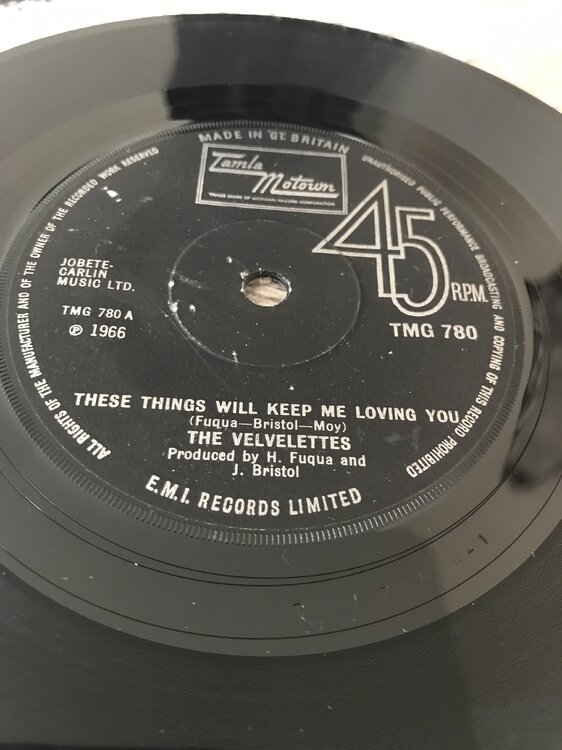 MADE IN GT. BRITAIN
Tamla
Motown
TRADE MARK OF MOTOWN RECORD CORPORATION
45
R.P.M.
JOBETE-
CARLIN
MUSIC LTD.
TMG 780 A
℗ 1966
TMG 780
THESE THINGS WILL KEEP ME LOVING YOU
(Fuqua—Bristol—Moy)
THE VELVELETTES
Produced by H. Fuqua and
J. Bristol
E.M.I. RECORDS LIMITED
ALL RIGHTS OF THE MANUFACTURER AND OF THE OWNER OF THE RECORDED WORK RESERVED
UNAUTHORISED PUBLIC PERFORMANCE BROADCASTING AND COPYING OF THIS RECORD PROHIBITED